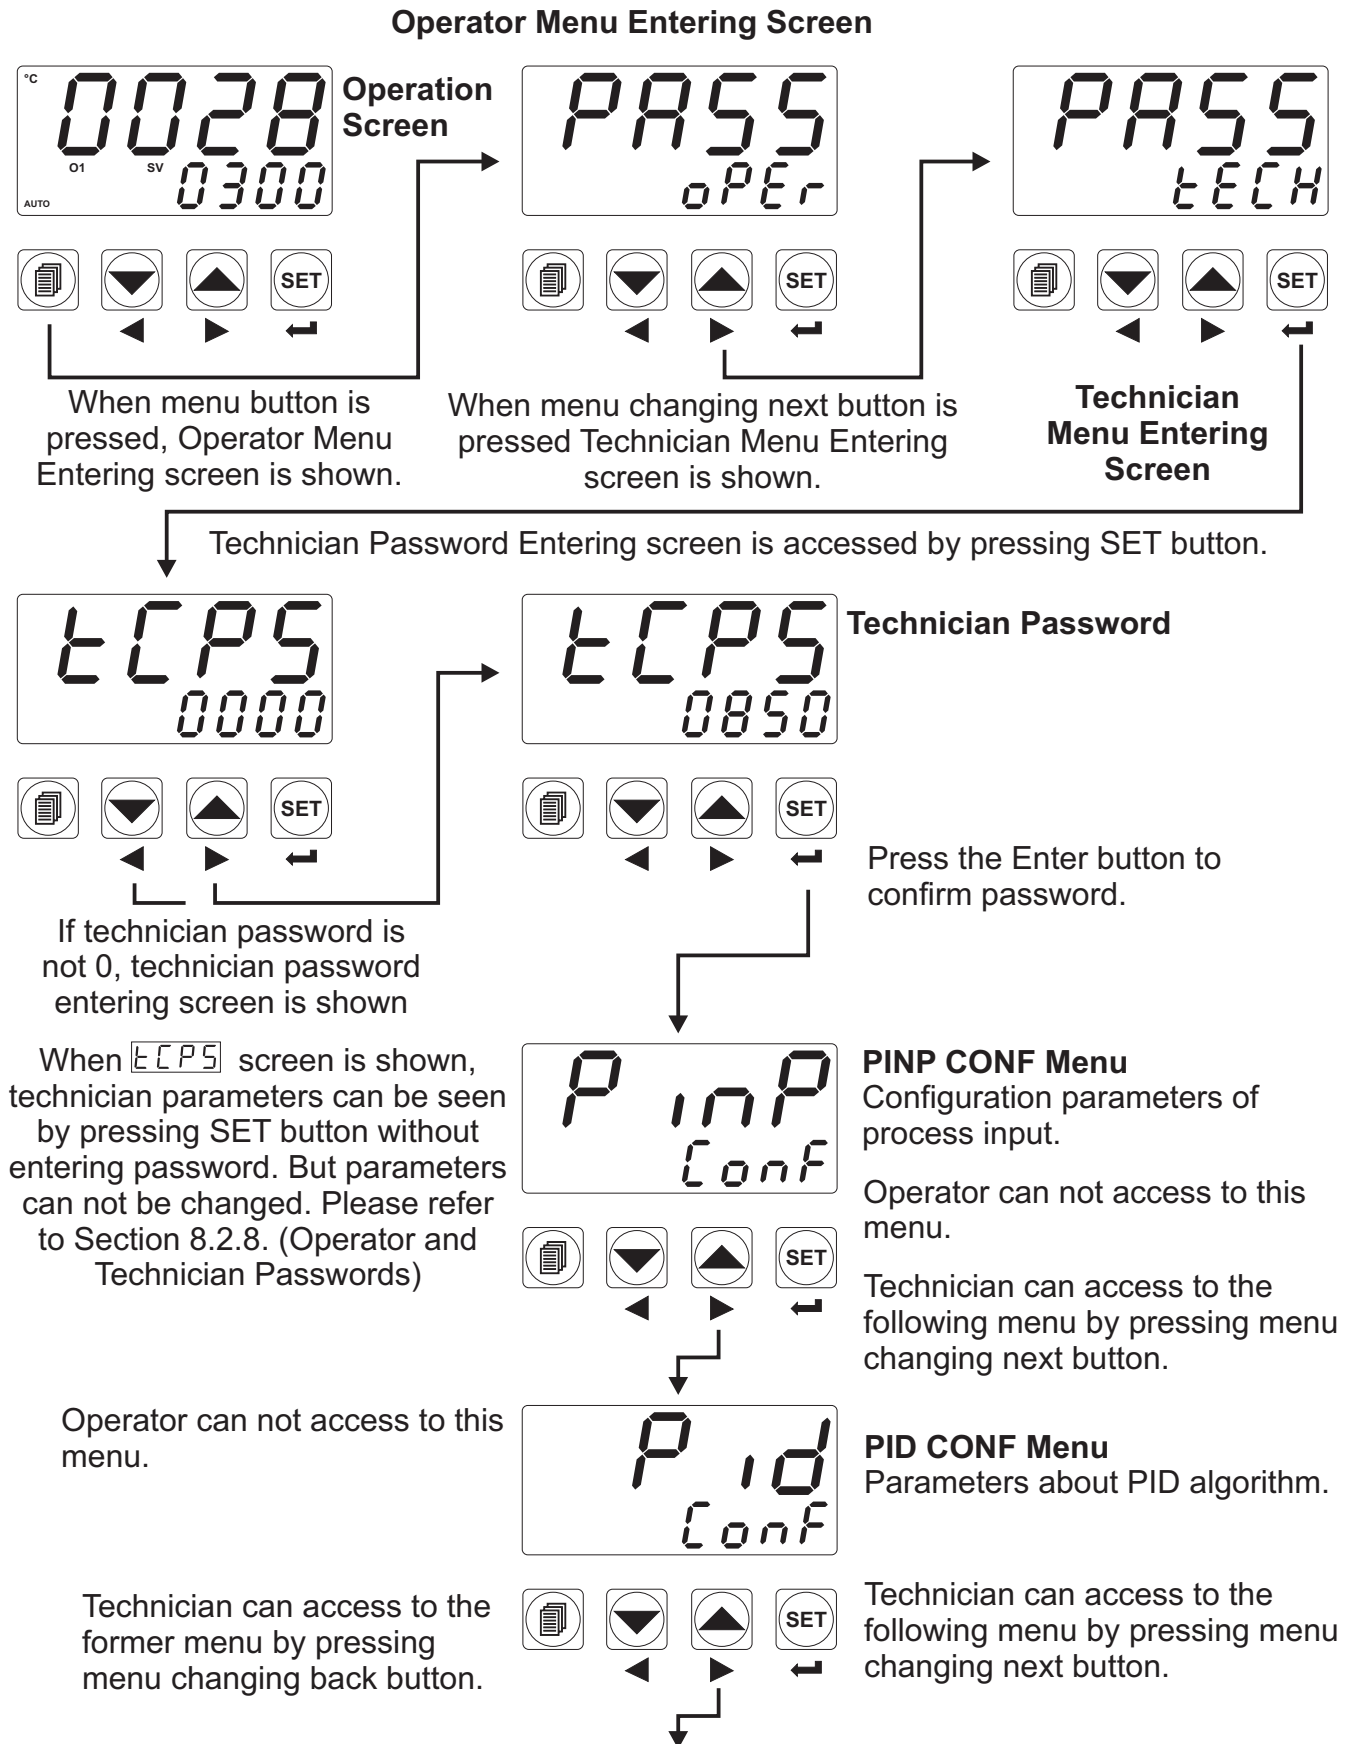 Operator Menu Entering Screen
°C
0028
O1
SV
0300
AUTO
Operation
Screen
PASS
oPEr
PASS
tECH
SET
SET
SET
When menu button is
pressed, Operator Menu
Entering screen is shown.
When menu changing next button is
pressed Technician Menu Entering
screen is shown.
Technician
Menu Entering
Screen
Technician Password Entering screen is accessed by pressing SET button.
tCPS
0000
tCPS
0850
Technician Password
SET
SET
Press the Enter button to
confirm password.
If technician password is
not 0, technician password
entering screen is shown
When tCPS screen is shown,
technician parameters can be seen
by pressing SET button without
entering password. But parameters
can not be changed. Please refer
to Section 8.2.8. (Operator and
Technician Passwords)
PinP
ConF
SET
PINP CONF Menu
Configuration parameters of
process input.
Operator can not access to this
menu.
Technician can access to the
following menu by pressing menu
changing next button.
Operator can not access to this
menu.
Pid
ConF
PID CONF Menu
Parameters about PID algorithm.
Technician can access to the
former menu by pressing
menu changing back button.
SET
Technician can access to the
following menu by pressing menu
changing next button.